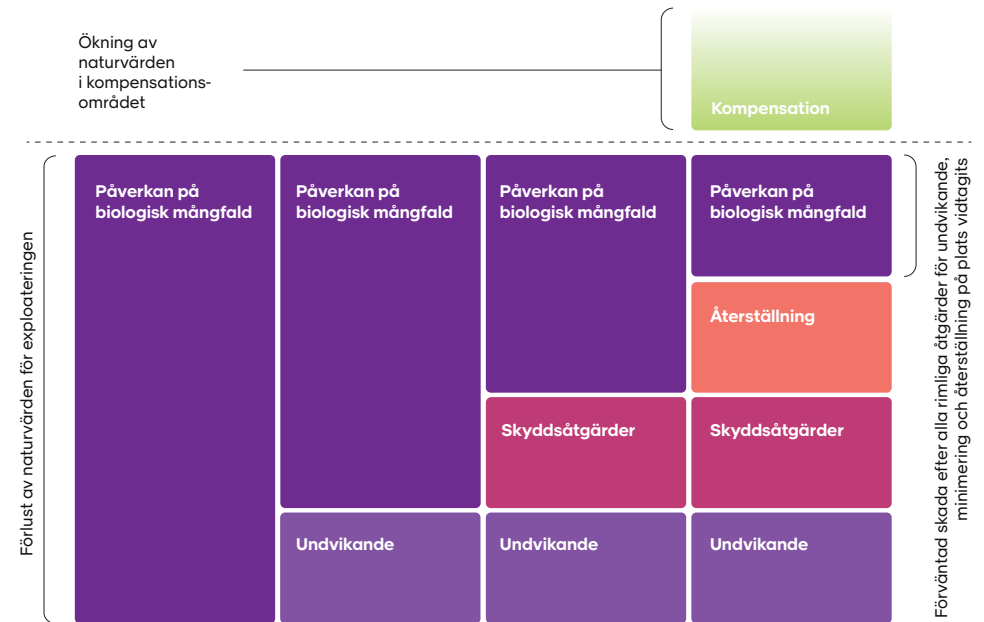 Ökning av
naturvärden
i kompensations-
området
Kompensation
Förlust av naturvärden för exploateringen
Påverkan på
biologisk mångfald
Påverkan på
biologisk mångfald
Påverkan på
biologisk mångfald
Påverkan på
biologisk mångfald
Återställning
Skyddsåtgärder
Skyddsåtgärder
Undvikande
Undvikande
Undvikande
Förväntad skada efter alla rimliga åtgärder för undvikande,
minimering och återställning på plats vidtagits